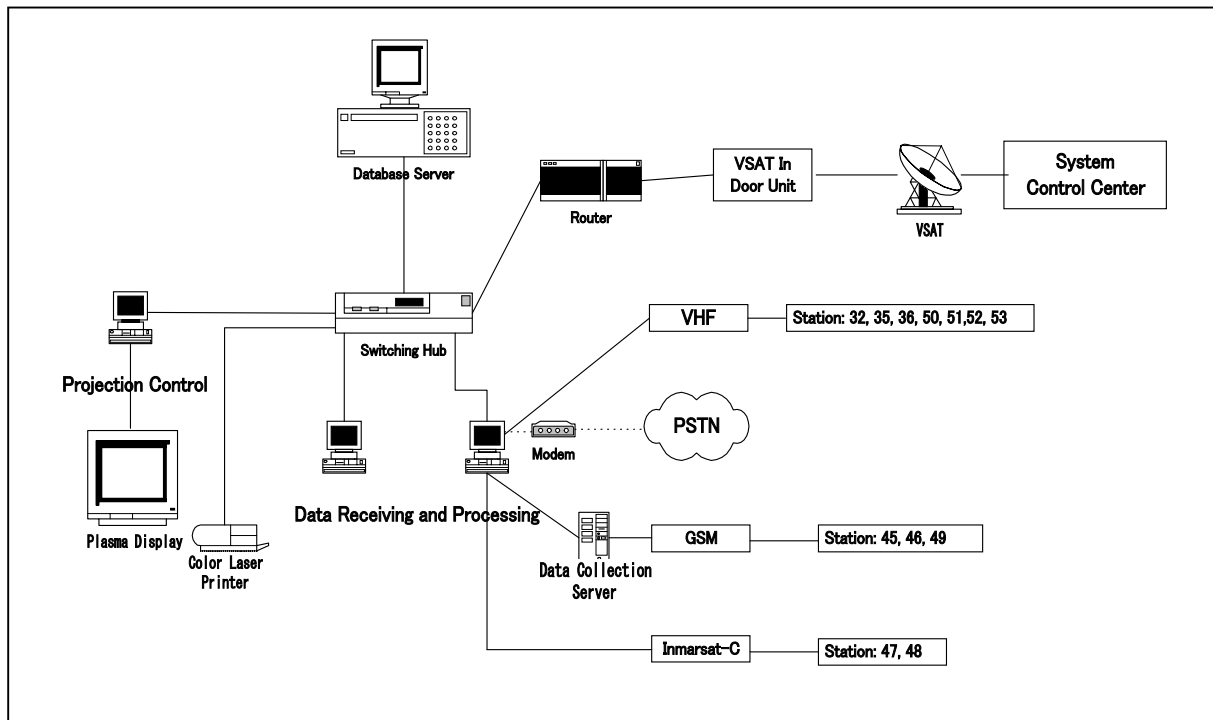 Database Server
Router
VSAT In
Door Unit
VSAT
System
Control Center
Switching Hub
Projection Control
VHF
Station: 32, 35, 36, 50, 51,52, 53
Modem
PSTN
Plasma Display
Color Laser
Printer
Data Receiving and Processing
Data Collection
Server
GSM
Station: 45, 46, 49
Inmarsat-C
Station: 47, 48